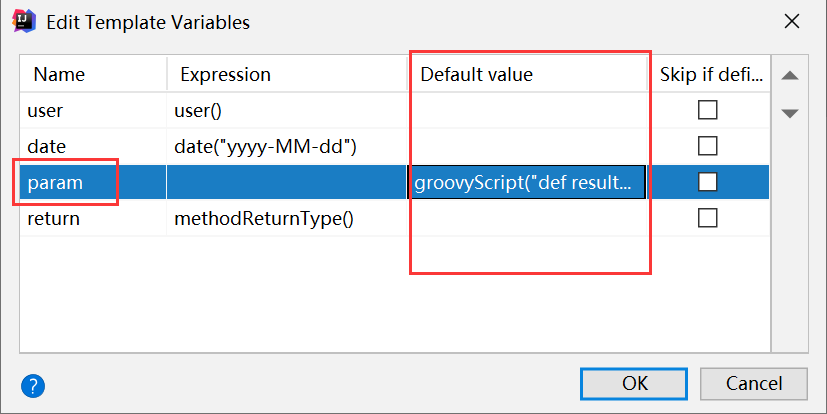 Edit Template Variables
Name Expression Default value Skip if defi...
user user()
date date("yyyy-MM-dd")
param groovyScript("def result...
return methodReturnType()
? OK Cancel